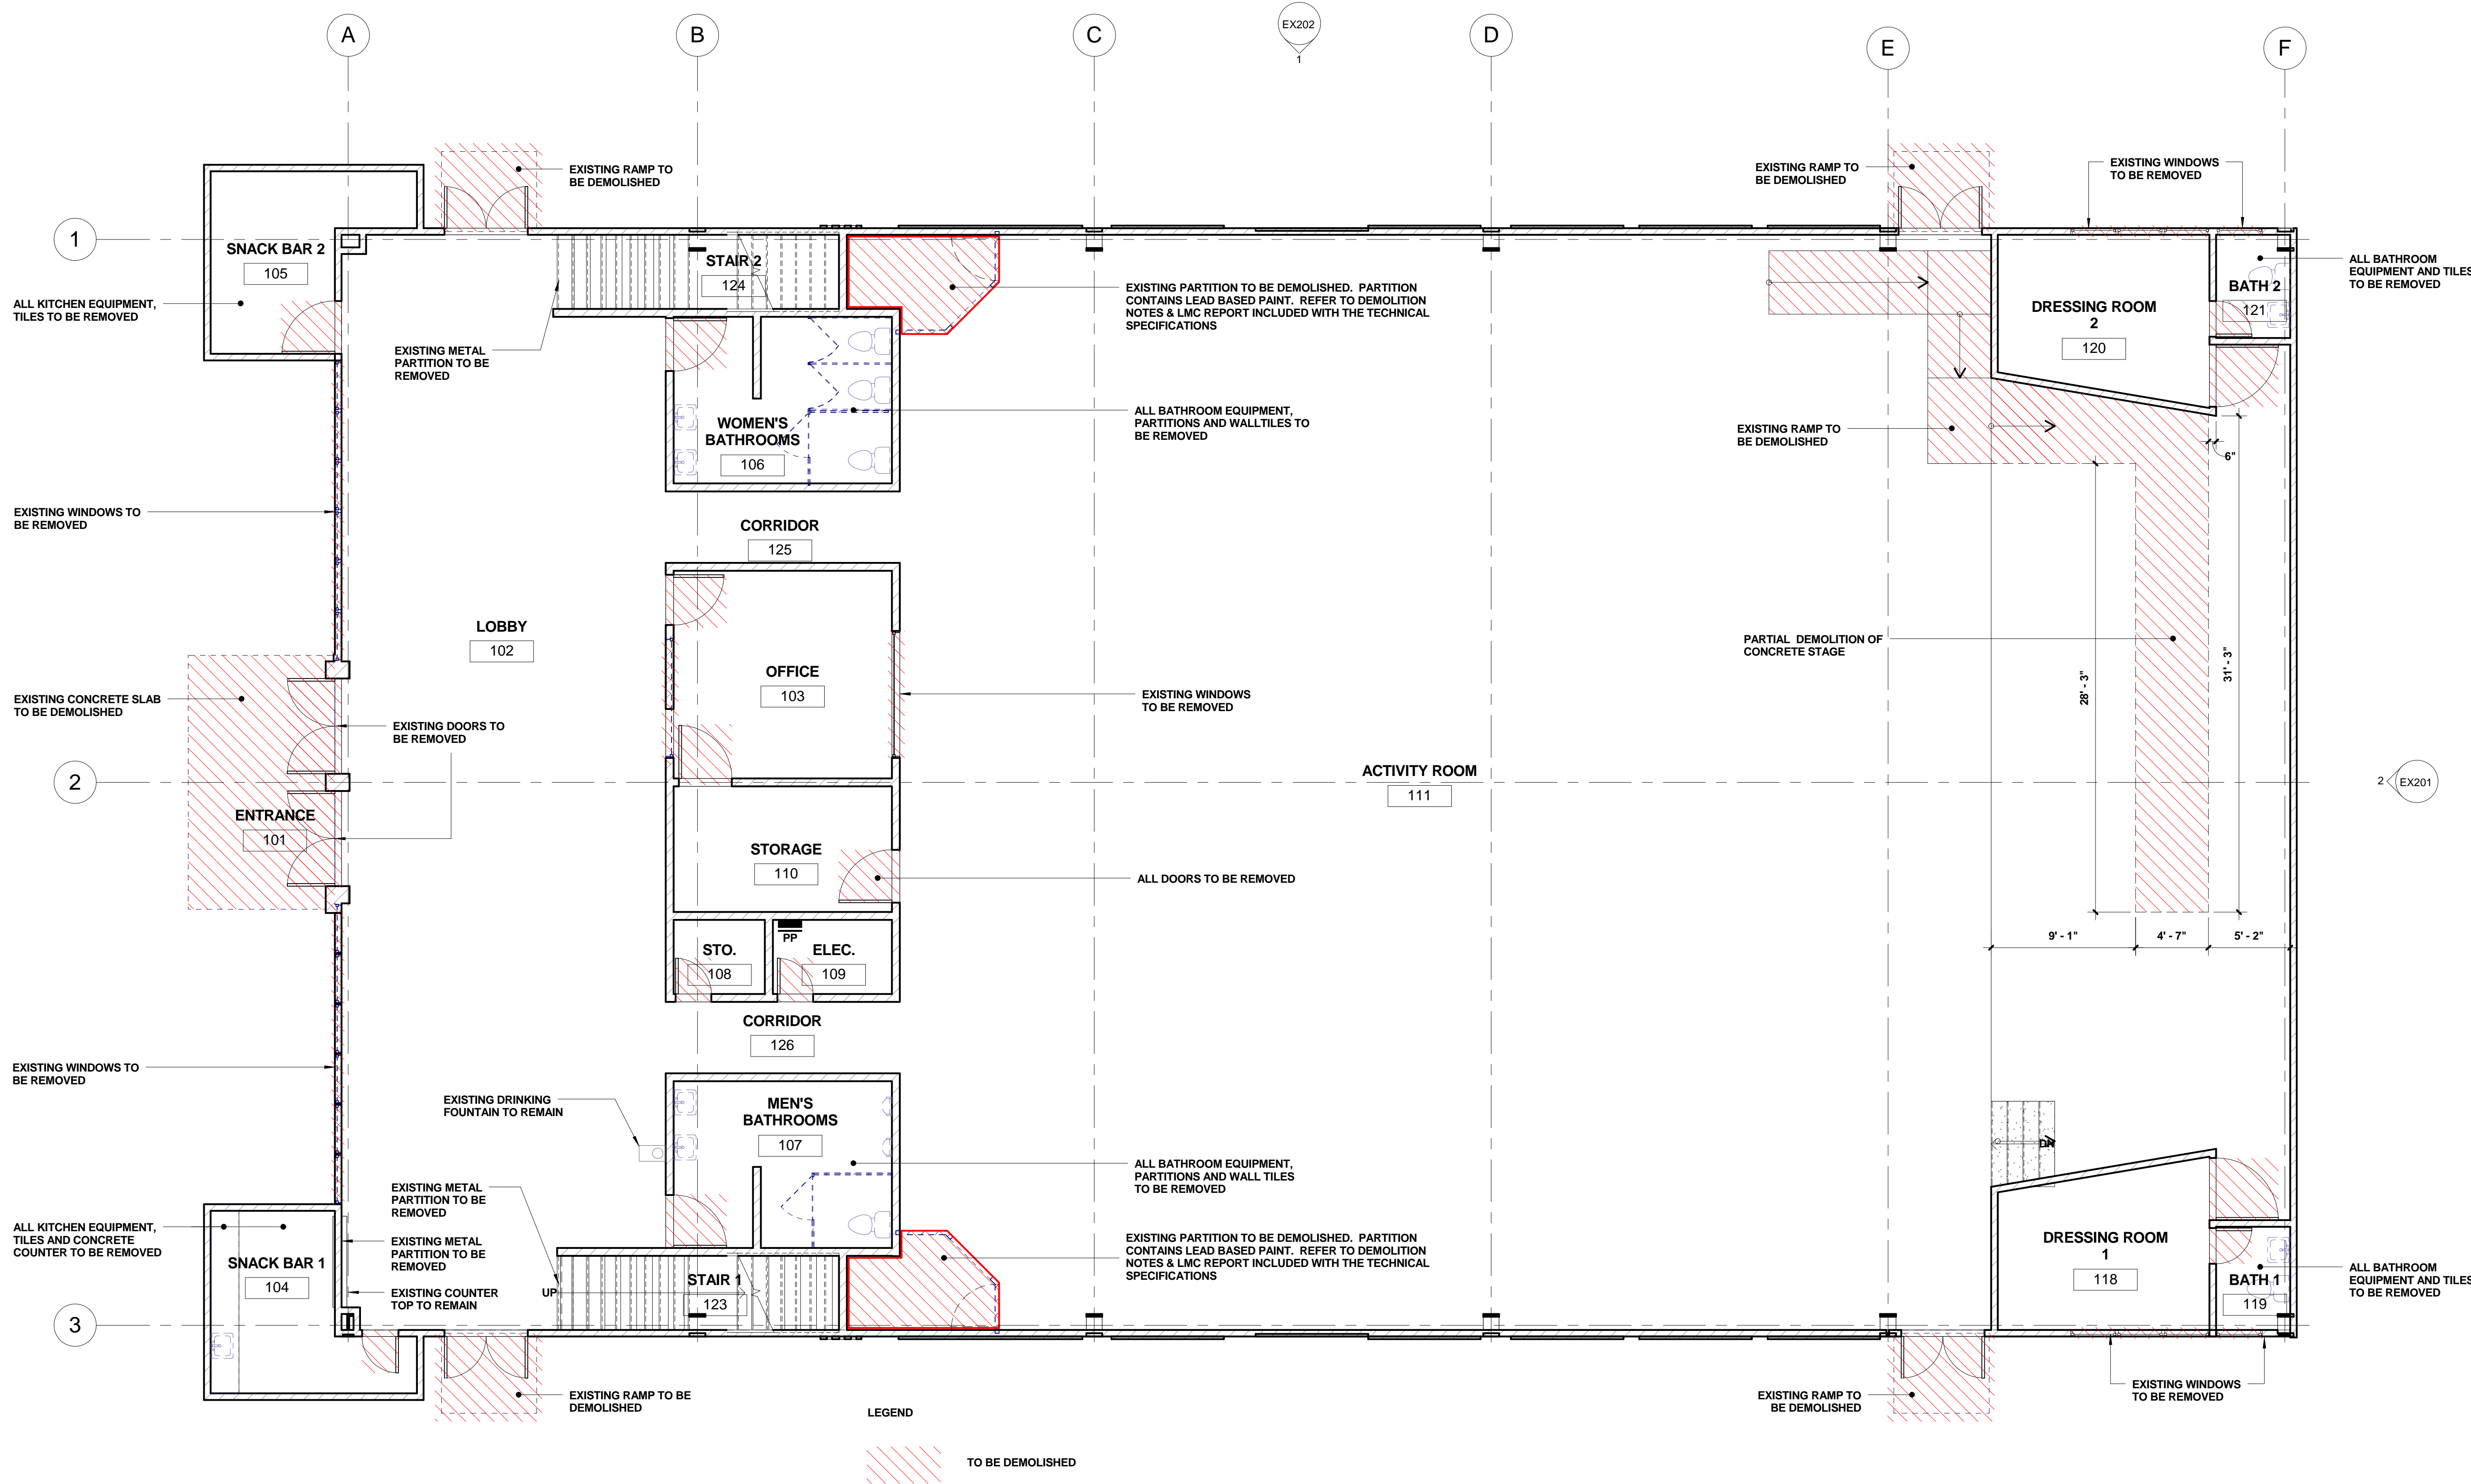 A
B
C
EX202
1
D
E
F
EXISTING RAMP TO
BE DEMOLISHED
EXISTING RAMP TO
BE DEMOLISHED
EXISTING WINDOWS
TO BE REMOVED
1
SNACK BAR 2
105
ALL KITCHEN EQUIPMENT,
TILES TO BE REMOVED
STAIR 2
124
EXISTING METAL
PARTITION TO BE
REMOVED
EXISTING PARTITION TO BE DEMOLISHED. PARTITION
CONTAINS LEAD BASED PAINT. REFER TO DEMOLITION
NOTES & LMC REPORT INCLUDED WITH THE TECHNICAL
SPECIFICATIONS
DRESSING ROOM
2
120
BATH 2
121
ALL BATHROOM
EQUIPMENT AND TILES
TO BE REMOVED
WOMEN'S
BATHROOMS
106
ALL BATHROOM EQUIPMENT,
PARTITIONS AND WALLTILES TO
BE REMOVED
EXISTING RAMP TO
BE DEMOLISHED
6"
EXISTING WINDOWS TO
BE REMOVED
CORRIDOR
125
LOBBY
102
OFFICE
103
EXISTING WINDOWS
TO BE REMOVED
PARTIAL DEMOLITION OF
CONCRETE STAGE
28' - 3"
31' - 3"
EXISTING CONCRETE SLAB
TO BE DEMOLISHED
EXISTING DOORS TO
BE REMOVED
2
ENTRANCE
101
ACTIVITY ROOM
111
2
EX201
STORAGE
110
ALL DOORS TO BE REMOVED
PP
STO.
108
ELEC.
109
9' - 1"
4' - 7"
5' - 2"
CORRIDOR
126
EXISTING WINDOWS TO
BE REMOVED
EXISTING DRINKING
FOUNTAIN TO REMAIN
MEN'S
BATHROOMS
107
ALL BATHROOM EQUIPMENT,
PARTITIONS AND WALL TILES
TO BE REMOVED
DN
EXISTING METAL
PARTITION TO BE
REMOVED
ALL KITCHEN EQUIPMENT,
TILES AND CONCRETE
COUNTER TO BE REMOVED
EXISTING METAL
PARTITION TO BE
REMOVED
SNACK BAR 1
104
EXISTING COUNTER
TOP TO REMAIN
UP
STAIR 1
123
EXISTING PARTITION TO BE DEMOLISHED. PARTITION
CONTAINS LEAD BASED PAINT. REFER TO DEMOLITION
NOTES & LMC REPORT INCLUDED WITH THE TECHNICAL
SPECIFICATIONS
DRESSING ROOM
1
118
BATH 1
119
ALL BATHROOM
EQUIPMENT AND TILES
TO BE REMOVED
3
EXISTING RAMP TO BE
DEMOLISHED
EXISTING RAMP TO
BE DEMOLISHED
EXISTING WINDOWS
TO BE REMOVED
LEGEND
TO BE DEMOLISHED